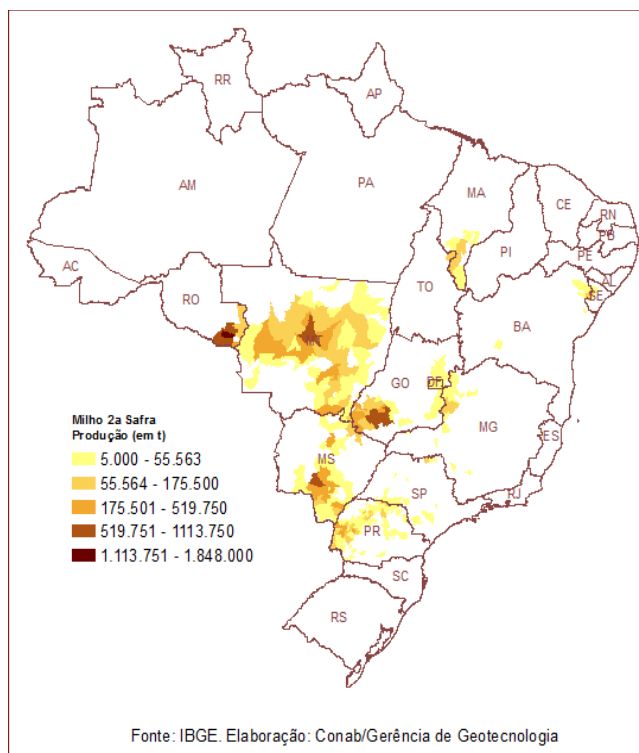 RR
AP
AM
PA
MA
CE
RN
PB
PI
PE
AC
AL
TO
SE
RO
BA
MT
GO
DF
MG
ES
MS
SP
RJ
PR
SC
RS
Milho 2a Safra
Produção (em t)
5.000 - 55.563
55.564 - 175.500
175.501 - 519.750
519.751 - 1113.750
1.113.751 - 1.848.000
Fonte: IBGE. Elaboração: Conab/Gerência de Geotecnologia